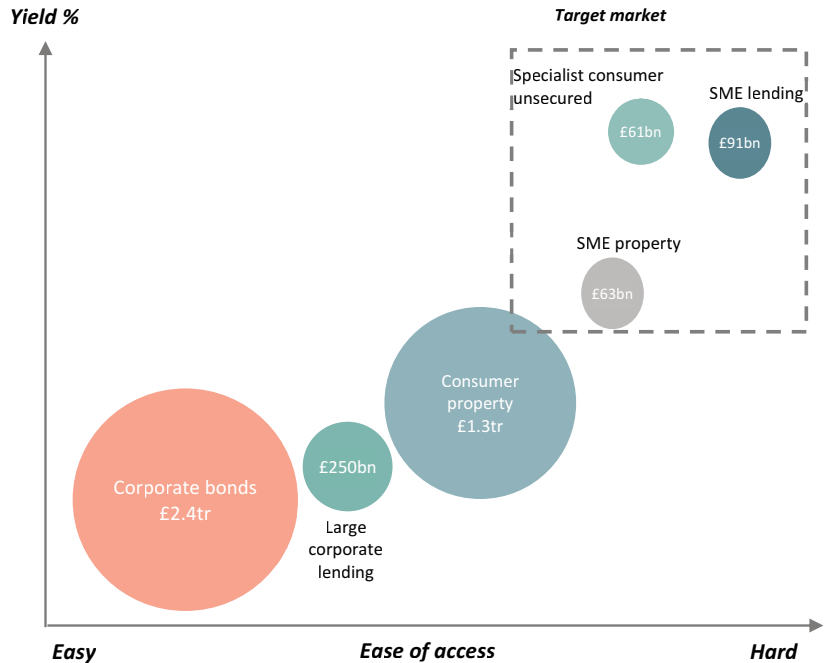 Yield %
Target market
Specialist consumer
unsecured
SME lending
£61bn
£91bn
SME property
£63bn
Consumer
property
£1.3tr
Corporate bonds
£2.4tr
£250bn
Large
corporate
lending
Easy
Ease of access
Hard